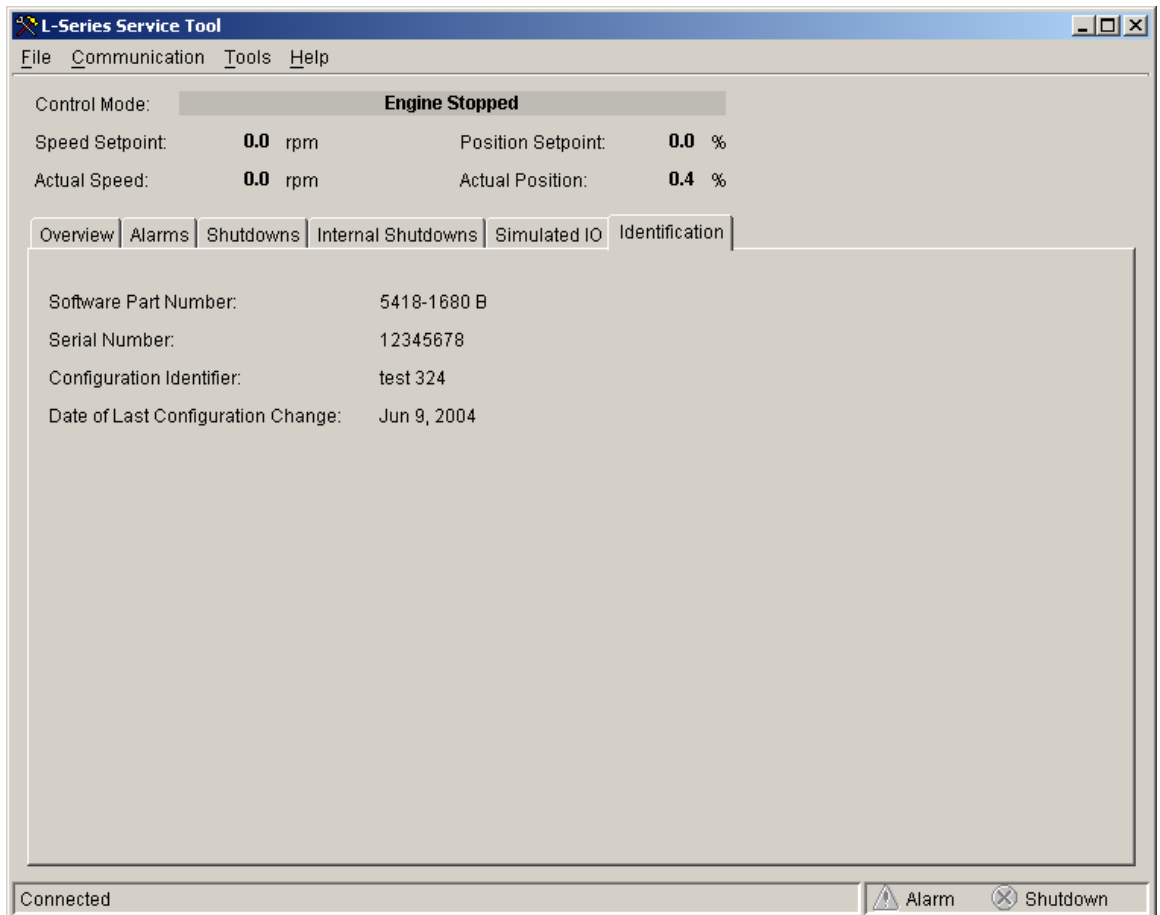 L-Series Service Tool
File Communication Tools Help
Control Mode: Engine Stopped
Speed Setpoint: 0.0 rpm Position Setpoint: 0.0 %
Actual Speed: 0.0 rpm Actual Position: 0.4 %
Overview Alarms Shutdowns Internal Shutdowns Simulated IO Identification
Software Part Number: 5418-1680 B
Serial Number: 12345678
Configuration Identifier: test 324
Date of Last Configuration Change: Jun 9, 2004
Connected Alarm Shutdown